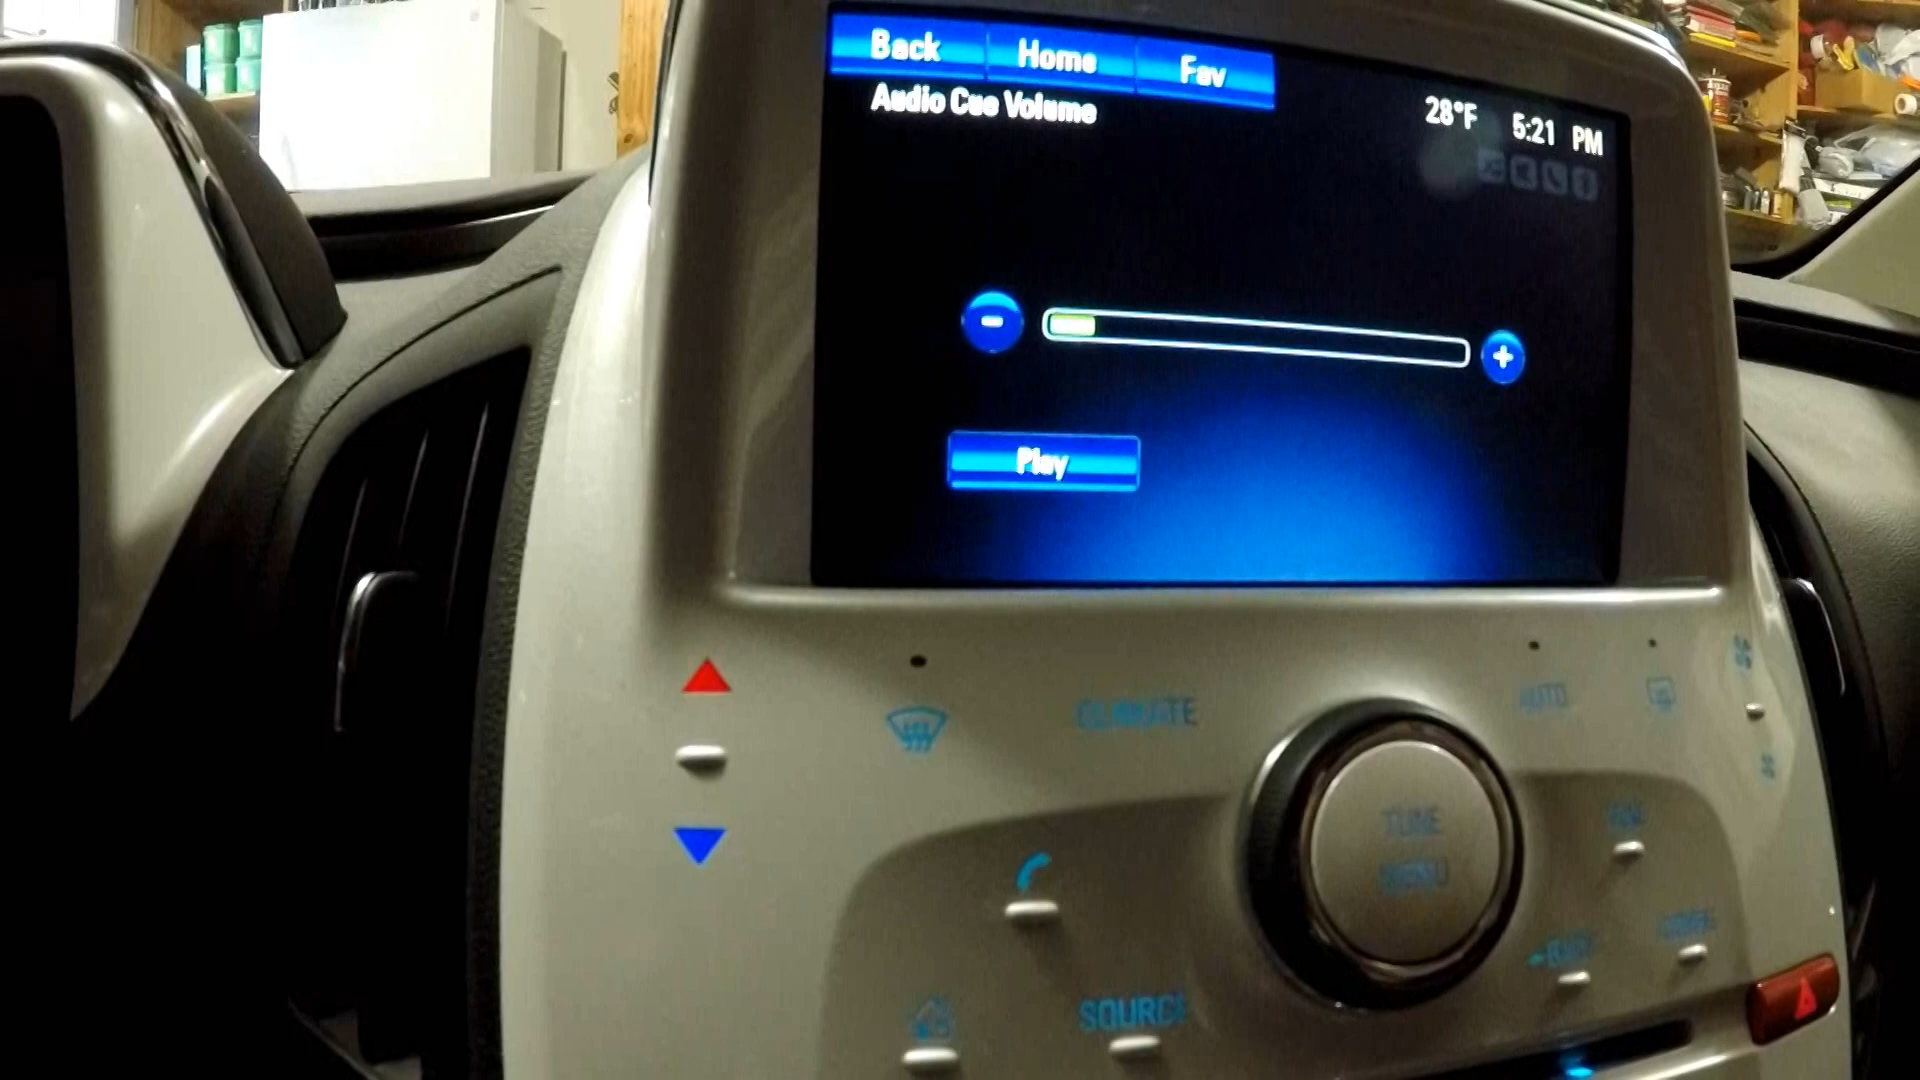 Back Home Fav
Audio Cue Volume
28°F 5:21 PM
Play
CLIMATE
AUTO
TUNE
MENU
SOURCE